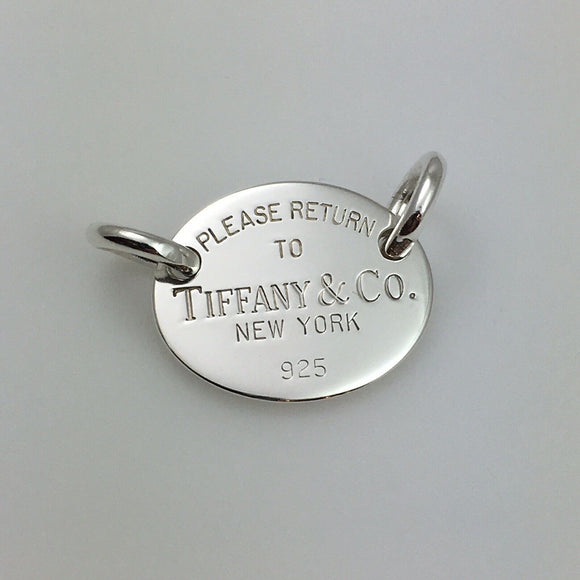 PLEASE RETURN
TO
TIFFANY & CO.
NEW YORK
925